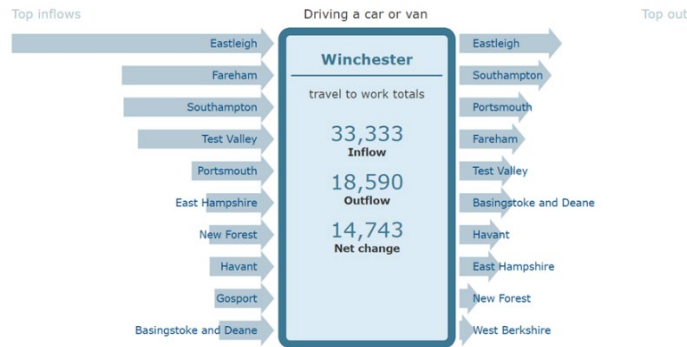 Top inflows
Driving a car or van
Top out
Eastleigh
Fareham
Southampton
Test Valley
Portsmouth
East Hampshire
New Forest
Havant
Gosport
Basingstoke and Deane
Winchester
travel to work totals
33,333
Inflow
18,590
Outflow
14,743
Net change
Eastleigh
Southampton
Portsmouth
Fareham
Test Valley
Basingstoke and Deane
Havant
East Hampshire
New Forest
West Berkshire